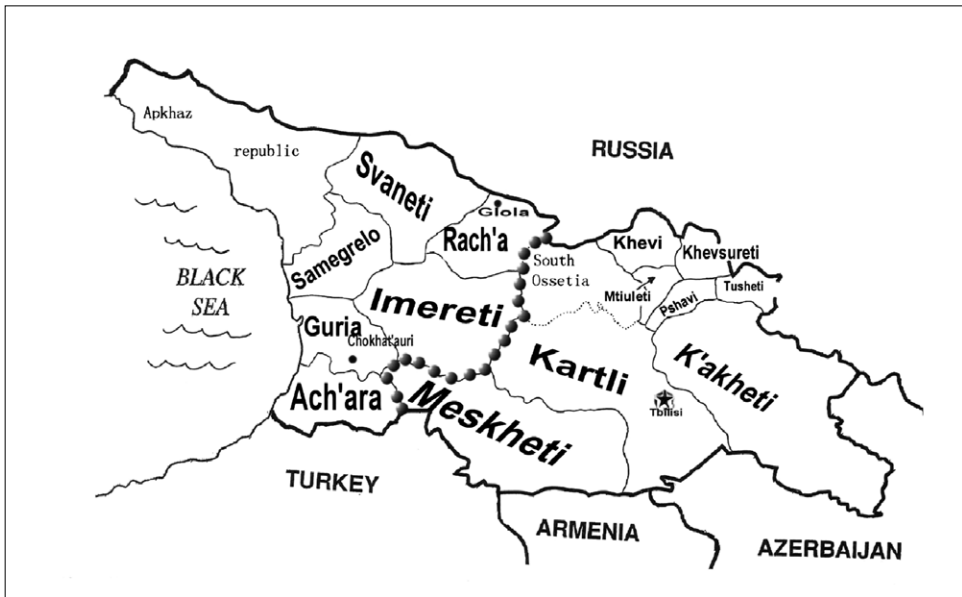 Apkhaz
republic
RUSSIA
Svaneti
Glola
Rach'a
Khevi
Khevsureti
South
Ossetia
Samegrelo
BLACK
SEA
Mtiuleti
Pshavi
Tusheti
Imereti
Guria
Chokhat'auri
Kartli
K'akheti
Ach'ara
Meskheti
Tbilisi
TURKEY
ARMENIA
AZERBAIJAN